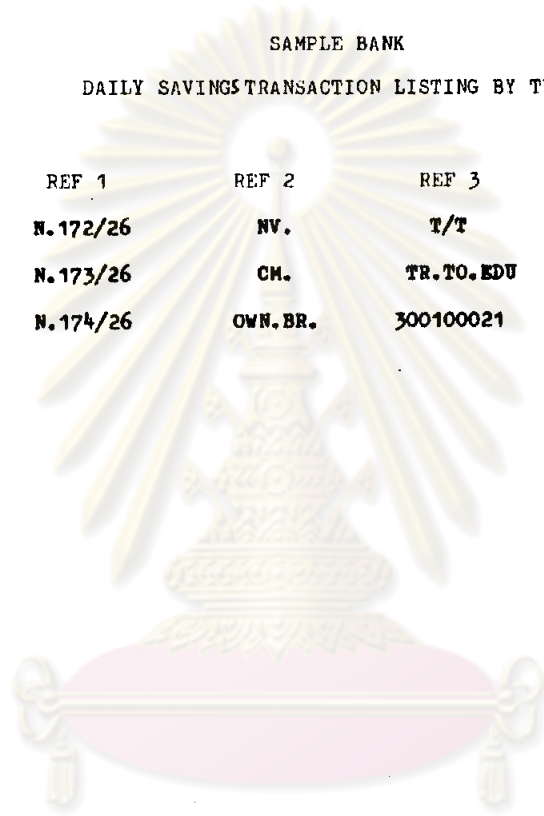 SAMPLE BANK
DAILY SAVINGS TRANSACTION LISTING BY
REF 1 REF 2 REF 3
N.172/26 NV. T/T
N.173/26 CM. TR.TO.EDU
N.174/26 OWN.BR. 300100021